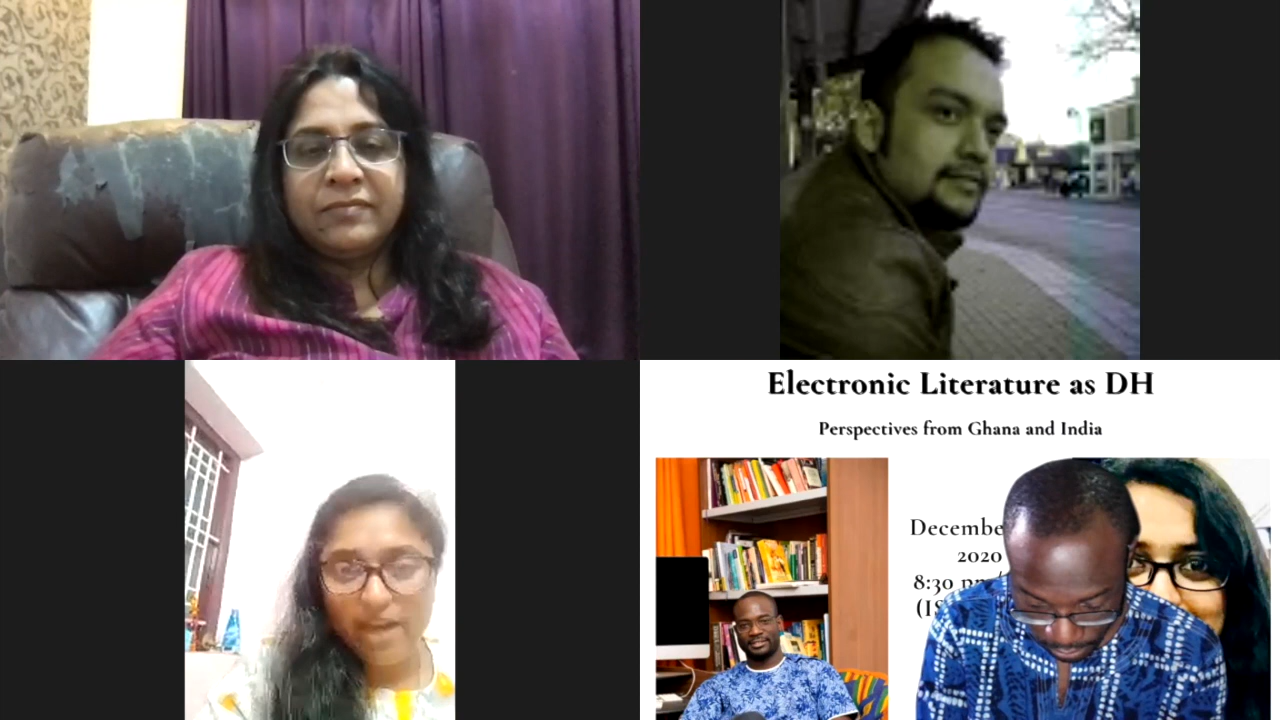 Electronic Literature as DH
Perspectives from Ghana and India
2020
8:30